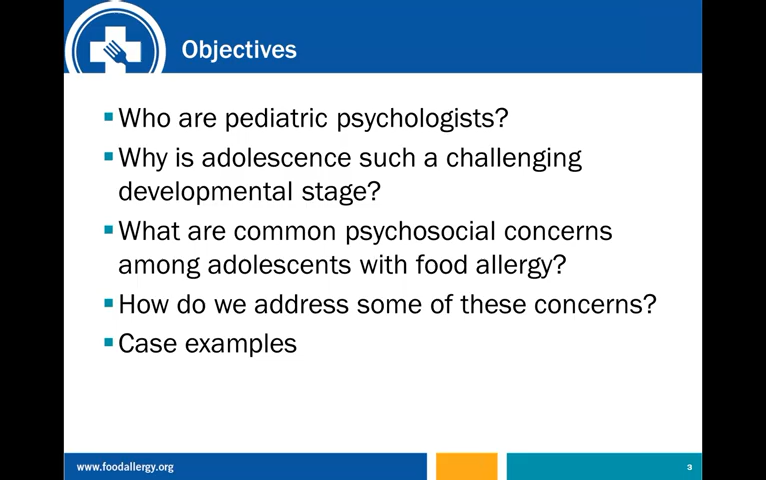 Objectives
Who are pediatric psychologists?
Why is adolescence such a challenging
developmental stage?
What are common psychosocial concerns
among adolescents with food allergy?
How do we address some of these concerns?
Case examples
www.foodallergy.org
3